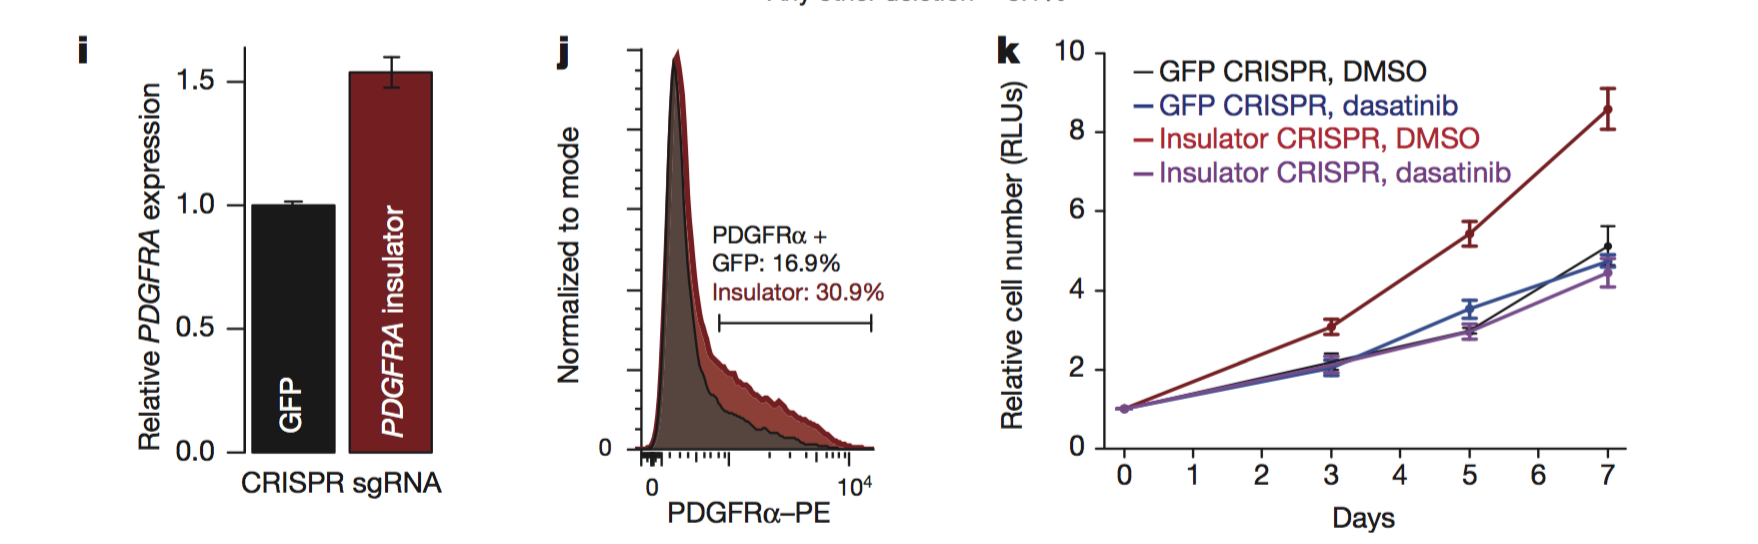 i
Relative PDGFRA expression
1.5
1.0
0.5
0.0
GFP
PDGFRA insulator
CRISPR sgRNA
j
Normalized to mode
0
PDGFRα +
GFP: 16.9%
Insulator: 30.9%
0
10⁴
PDGFRα–PE
k
Relative cell number (RLUs)
10
8
6
4
2
0
GFP CRISPR, DMSO
GFP CRISPR, dasatinib
Insulator CRISPR, DMSO
Insulator CRISPR, dasatinib
0 1 2 3 4 5 6 7
Days